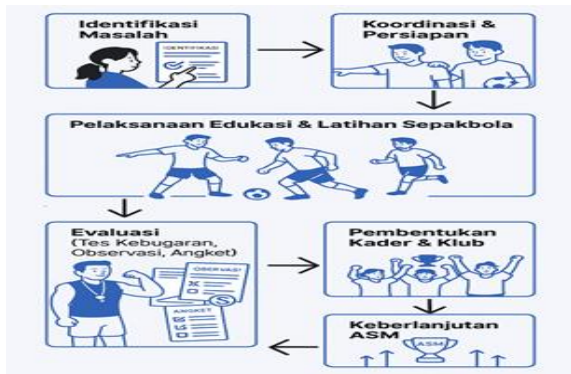 Identifikasi
Masalah
IDENTIFIKASI
Koordinasi &
Persiapan
Pelaksanaan Edukasi & Latihan Sepakbola
Evaluasi
(Tes Kebugaran,
Observasi, Angket)
OBSERVASI
ANGKET
Pembentukan
Kader & Klub
Keberlanjutan
ASM
ASM